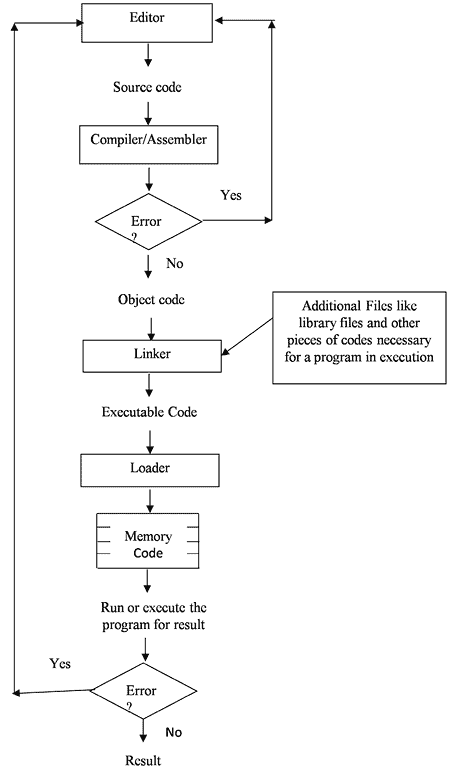 Editor
Source code
Compiler/Assembler
Yes
Error
?
No
Object code
Additional Files like
library files and other
pieces of codes necessary
for a program in execution
Linker
Executable Code
Loader
Memory
Code
Run or execute the
program for result
Yes
Error
?
No
Result